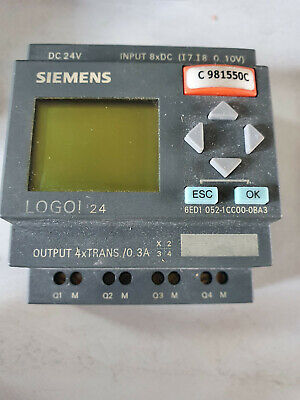 DC 24V INPUT 8xDC (I7,I8 0..10V)
SIEMENS
C 981550C
ESC OK
LOGO! 24
6ED1 052-1CC00-0BA3
OUTPUT 4xTRANS./0.3A
X 2
3 4
Q1 M Q2 M Q3 M Q4 M